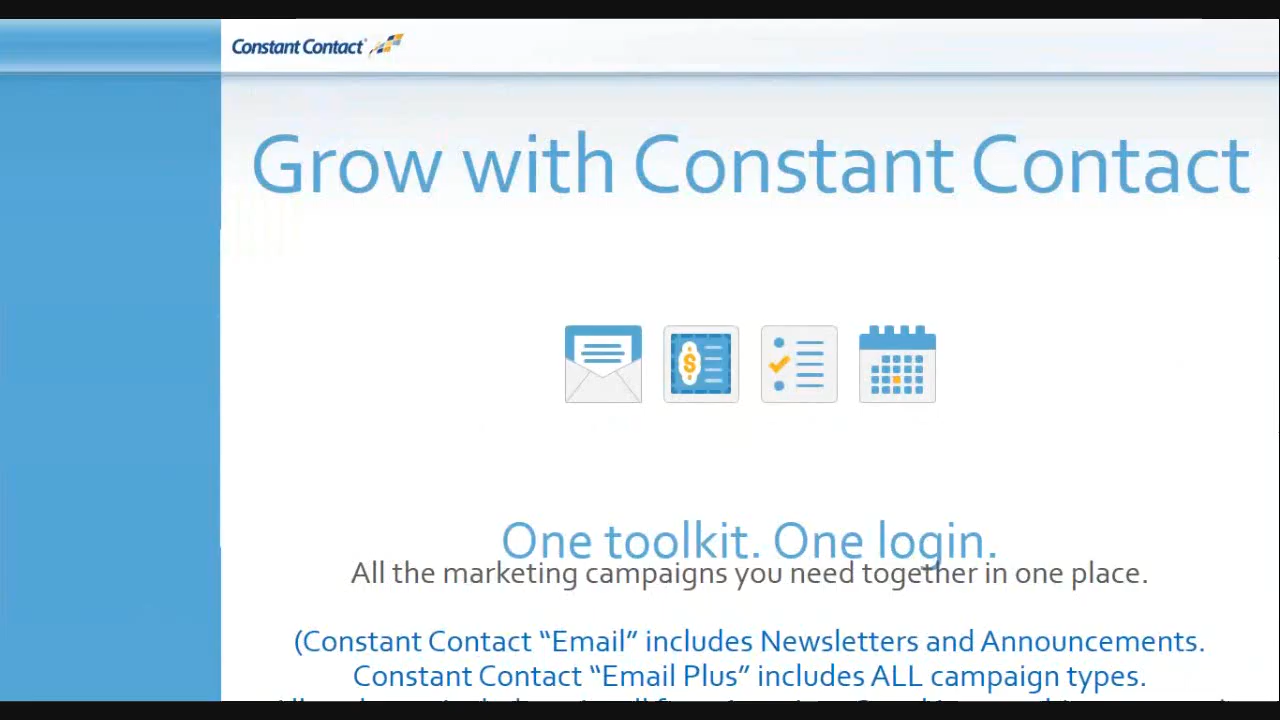 Constant Contact®
Grow with Constant Contact
$
One toolkit. One login.
All the marketing campaigns you need together in one place.
(Constant Contact “Email” includes Newsletters and Announcements.
Constant Contact “Email Plus” includes ALL campaign types.